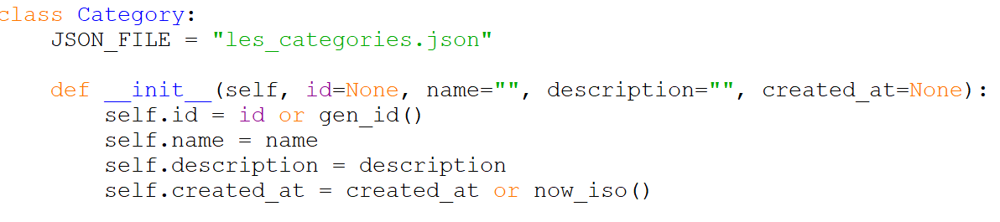 class Category:
    JSON_FILE = "les_categories.json"

    def __init__(self, id=None, name="", description="", created_at=None):
        self.id = id or gen_id()
        self.name = name
        self.description = description
        self.created_at = created_at or now_iso()